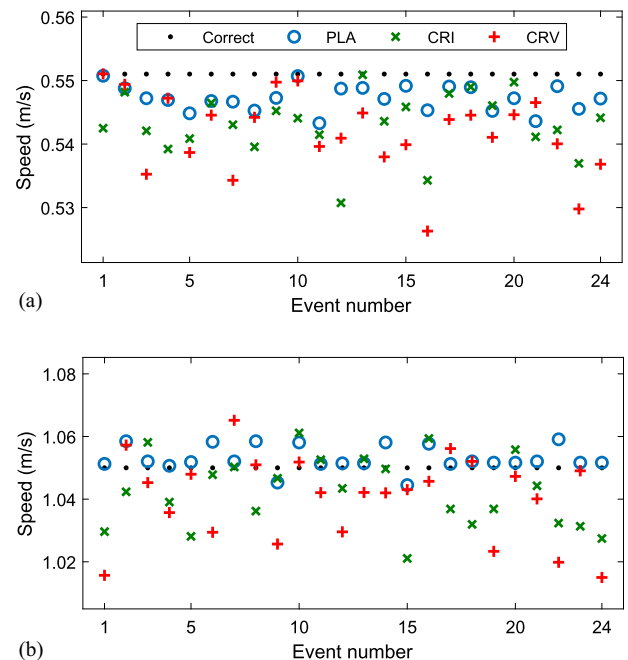 0.56
Correct PLA CRI CRV
0.55
0.54
0.53
Speed (m/s)
1 5 10 15 20 24
Event number
(a)
1.08
1.06
1.04
1.02
Speed (m/s)
1 5 10 15 20 24
Event number
(b)